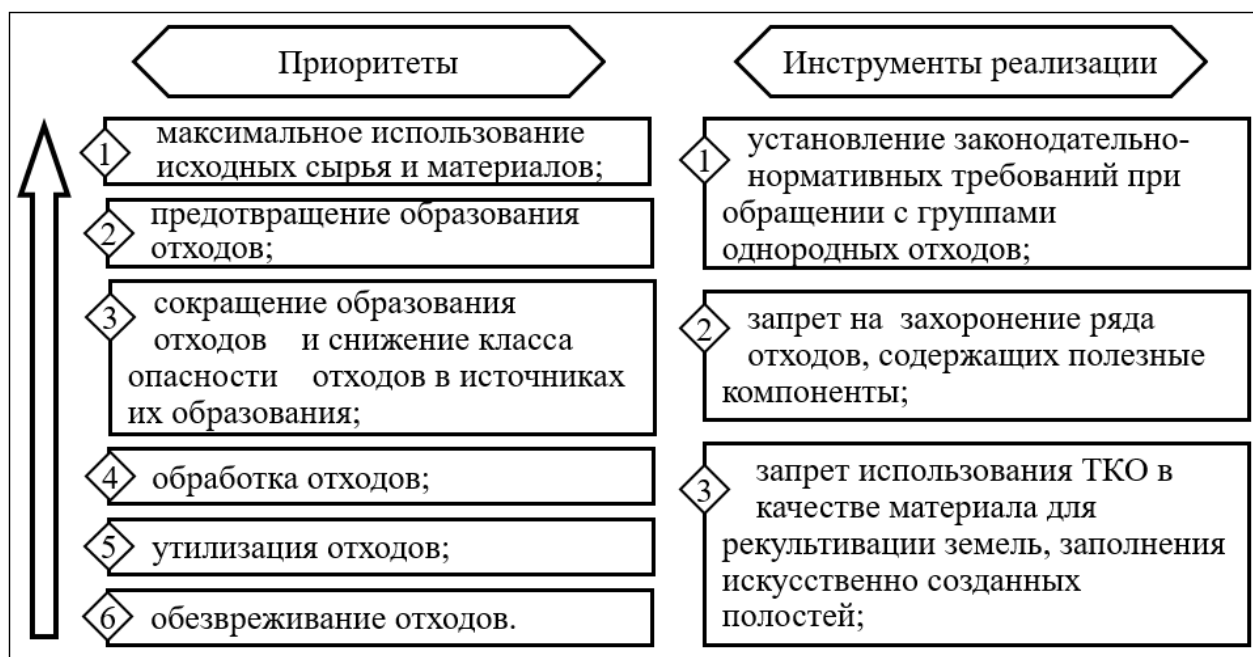 Приоритеты
1 максимальное использование
исходных сырья и материалов;
2 предотвращение образования
отходов;
3 сокращение образования
отходов и снижение класса
опасности отходов в источниках
их образования;
4 обработка отходов;
5 утилизация отходов;
6 обезвреживание отходов.
Инструменты реализации
1 установление законодательно-
нормативных требований при
обращении с группами
однородных отходов;
2 запрет на захоронение ряда
отходов, содержащих полезные
компоненты;
3 запрет использования ТКО в
качестве материала для
рекультивации земель, заполнения
искусственно созданных
полостей;